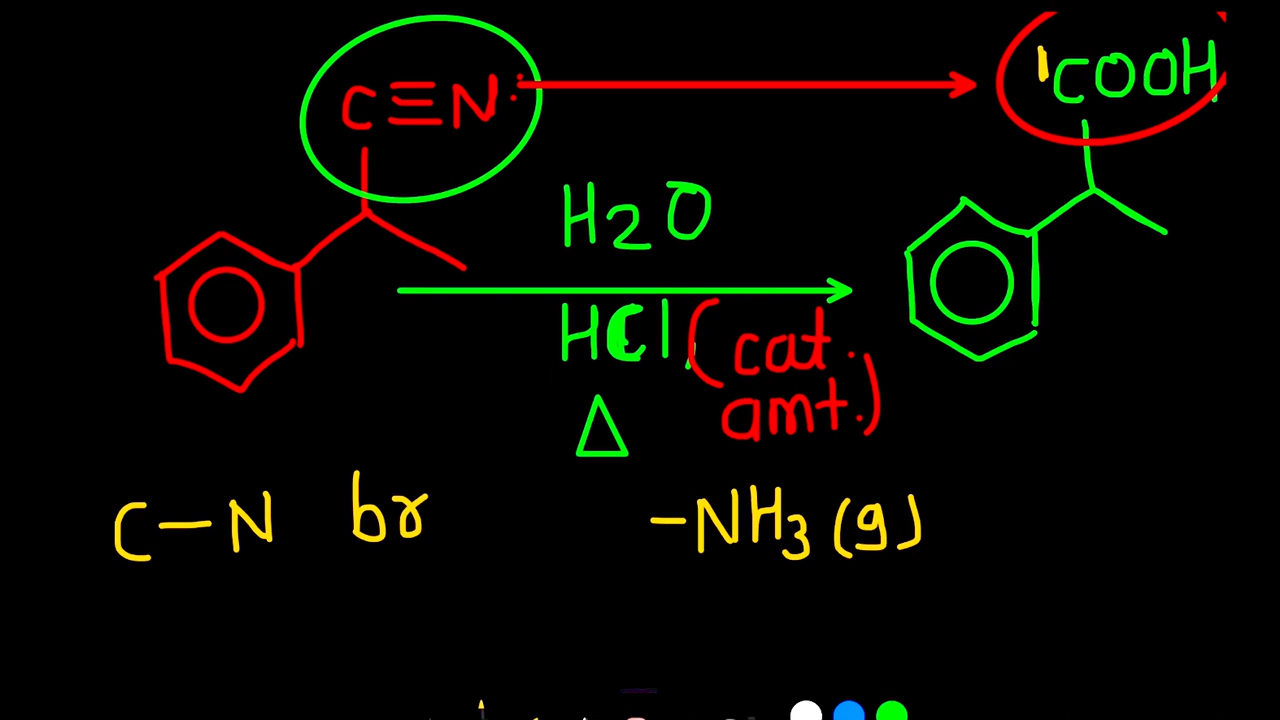 C≡N:
COOH
H2O
HCl, (cat. amt.)
Δ
C–N br
–NH3(g)